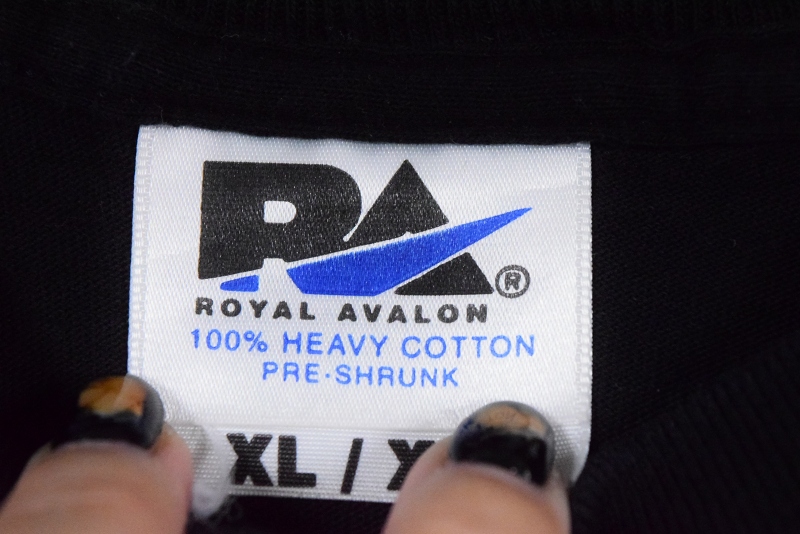 RA®
ROYAL AVALON
100% HEAVY COTTON
PRE-SHRUNK
XL / X